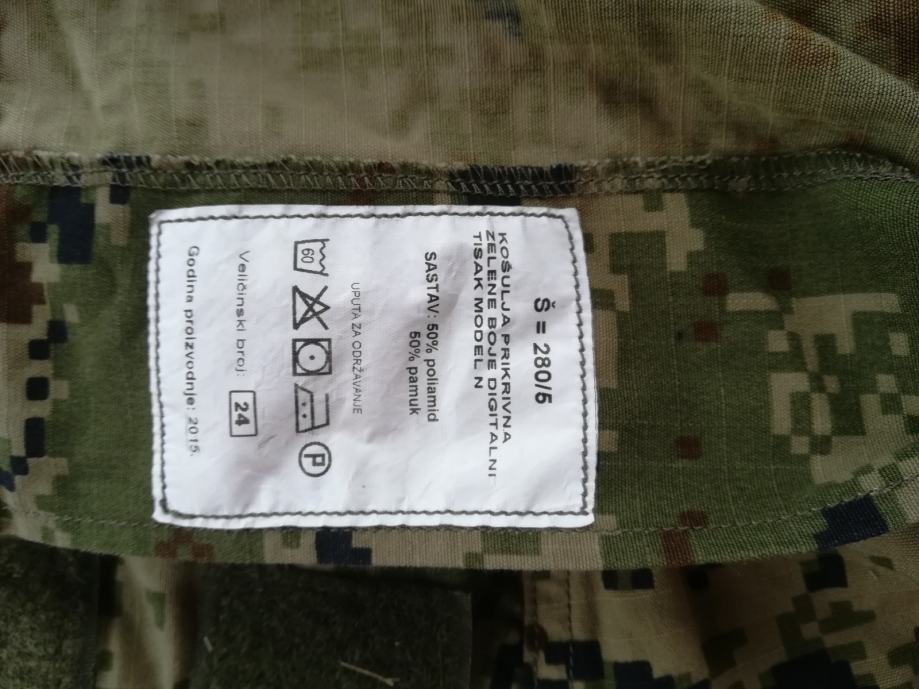 Š = 280/5
KOŠULJA PRIKRIVNA
ZELENE BOJE DIGITALNI
TISAK MODEL N
SASTAV: 50% poliamid
50% pamuk
UPUTA ZA ODRŽAVANJE
60
P
Veličinski broj: 24
Godina proizvodnje: 2015.